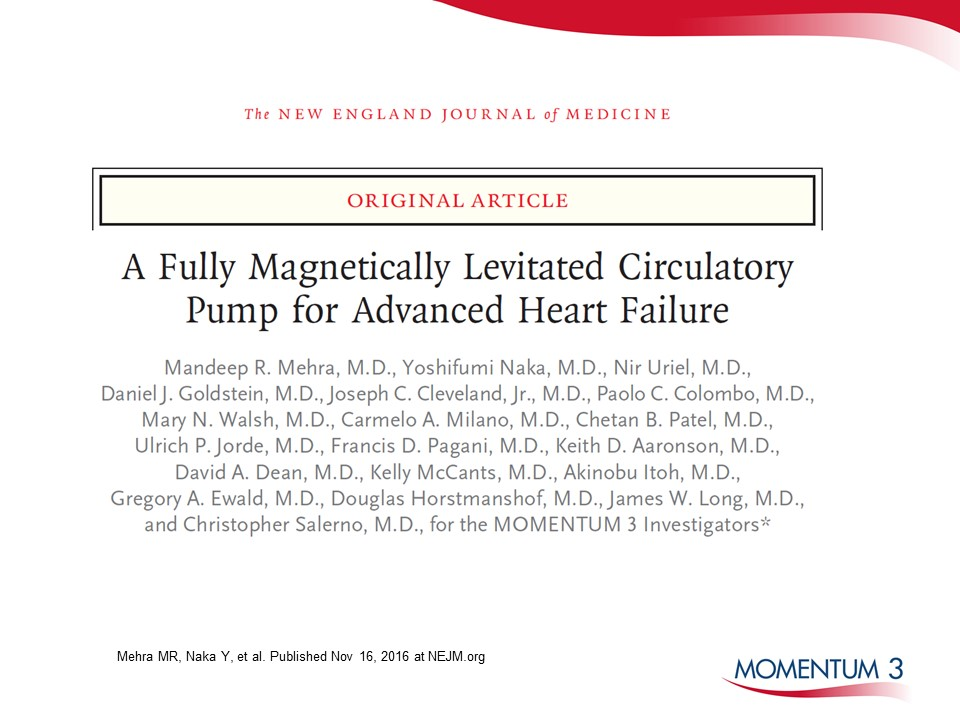 The NEW ENGLAND JOURNAL of MEDICINE
ORIGINAL ARTICLE
A Fully Magnetically Levitated Circulatory
Pump for Advanced Heart Failure
Mandeep R. Mehra, M.D., Yoshifumi Naka, M.D., Nir Uriel, M.D.,
Daniel J. Goldstein, M.D., Joseph C. Cleveland, Jr., M.D., Paolo C. Colombo, M.D.,
Mary N. Walsh, M.D., Carmelo A. Milano, M.D., Chetan B. Patel, M.D.,
Ulrich P. Jorde, M.D., Francis D. Pagani, M.D., Keith D. Aaronson, M.D.,
David A. Dean, M.D., Kelly McCants, M.D., Akinobu Itoh, M.D.,
Gregory A. Ewald, M.D., Douglas Horstmanshof, M.D., James W. Long, M.D.,
and Christopher Salerno, M.D., for the MOMENTUM 3 Investigators*
Mehra MR, Naka Y, et al. Published Nov 16, 2016 at NEJM.org
MOMENTUM 3